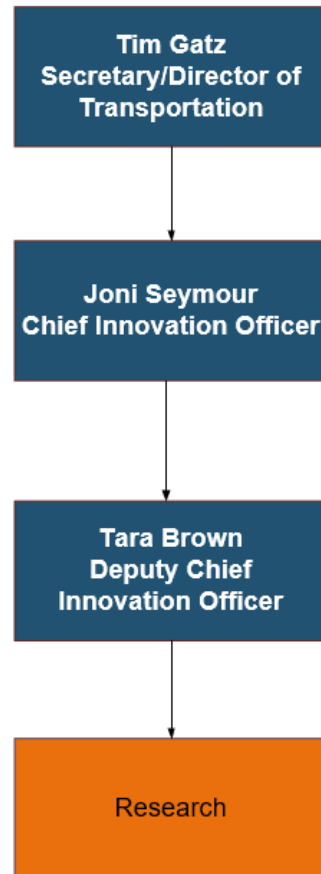 Tim Gatz
Secretary/Director of
Transportation
Joni Seymour
Chief Innovation Officer
Tara Brown
Deputy Chief
Innovation Officer
Research